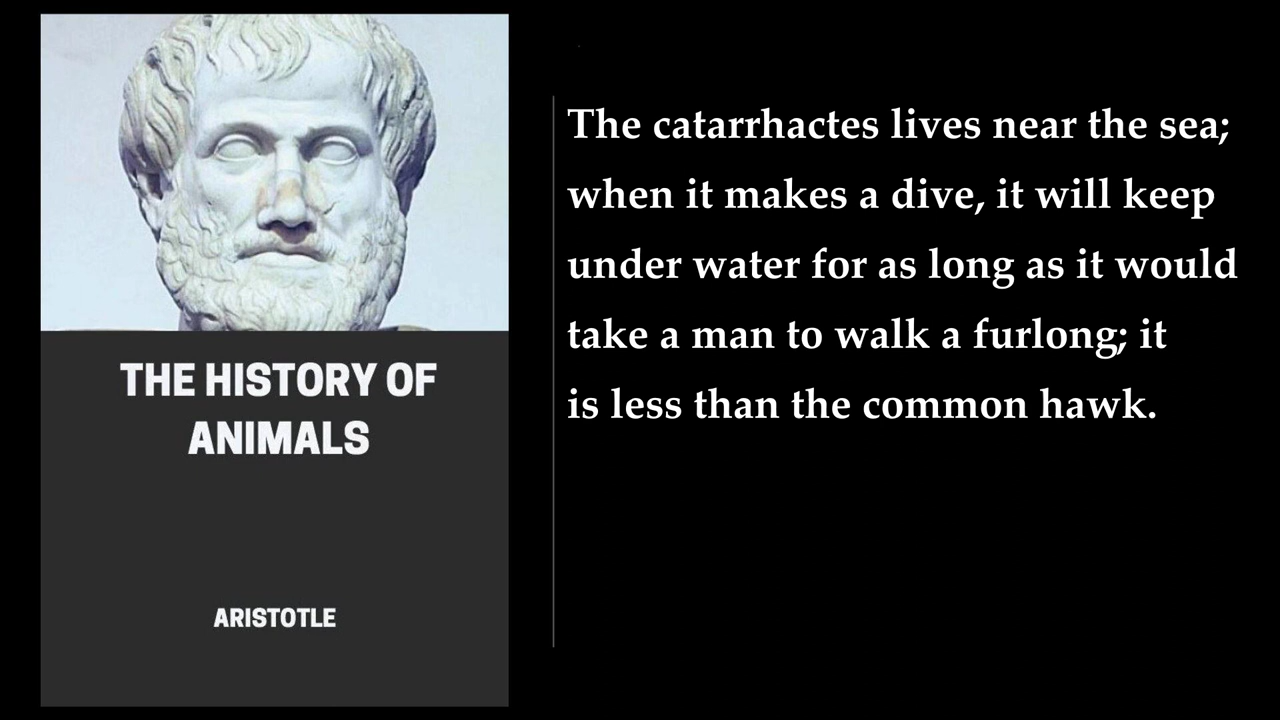 THE HISTORY OF
ANIMALS
ARISTOTLE
The catarrhactes lives near the sea;
when it makes a dive, it will keep
under water for as long as it would
take a man to walk a furlong; it
is less than the common hawk.